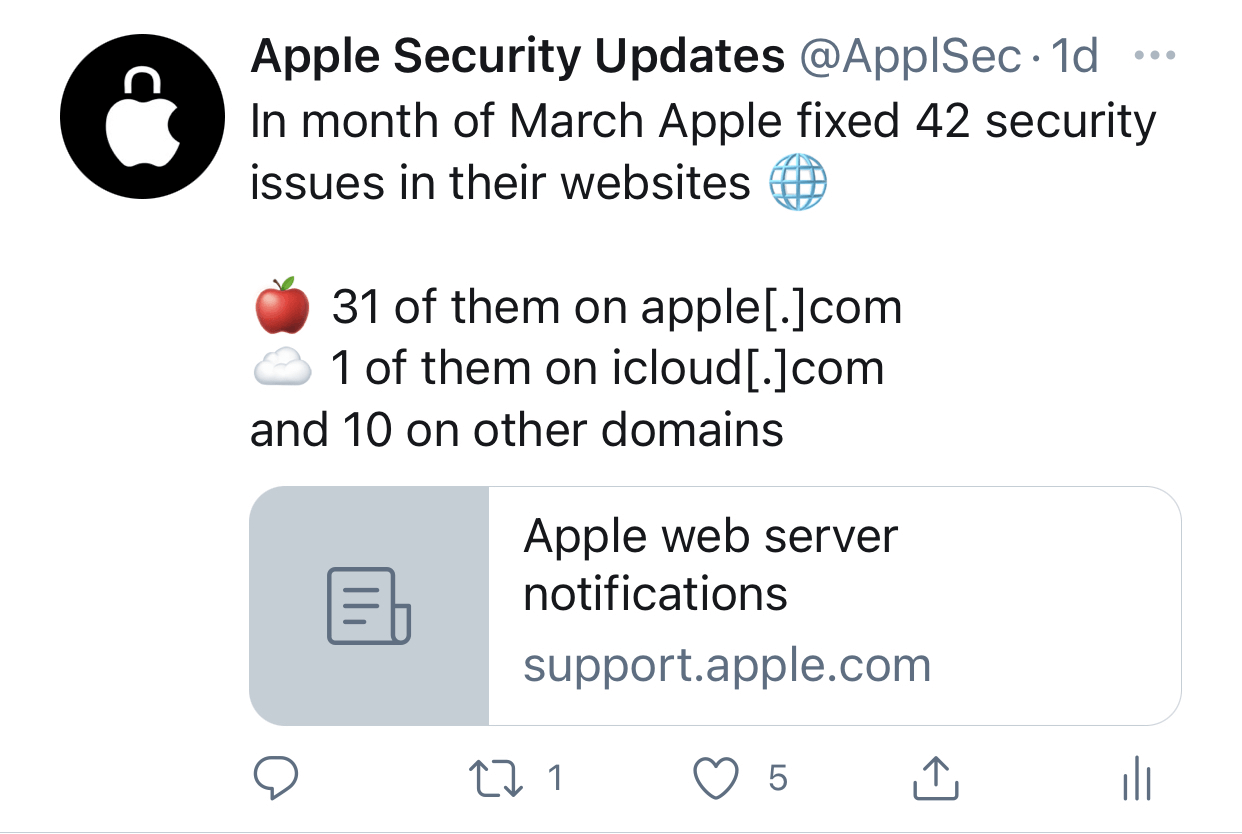 Apple Security Updates @ApplSec · 1d
In month of March Apple fixed 42 security
issues in their websites 🌐
🍎 31 of them on apple[.]com
☁️ 1 of them on icloud[.]com
and 10 on other domains
Apple web server
notifications
support.apple.com
1 5